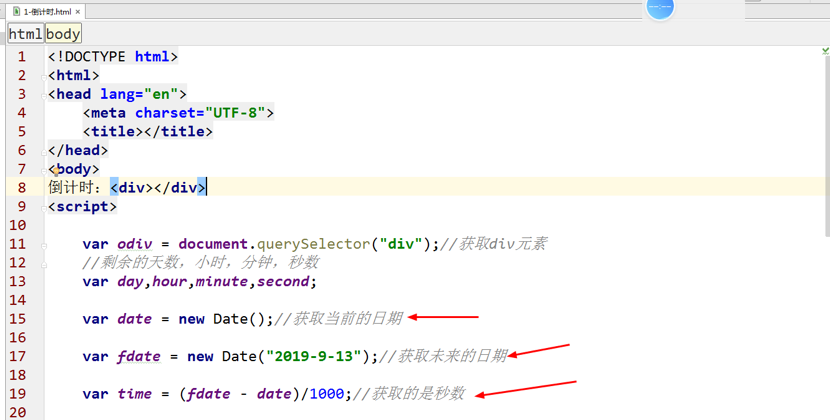 1-倒计时.html
html body
1 <!DOCTYPE html>
2 <html>
3 <head lang="en">
4 <meta charset="UTF-8">
5 <title></title>
6 </head>
7 <body>
8 倒计时：<div></div>
9 <script>
10
11 var odiv = document.querySelector("div");//获取div元素
12 //剩余的天数，小时，分钟，秒数
13 var day,hour,minute,second;
14
15 var date = new Date();//获取当前的日期
16
17 var fdate = new Date("2019-9-13");//获取未来的日期
18
19 var time = (fdate - date)/1000;//获取的是秒数
20